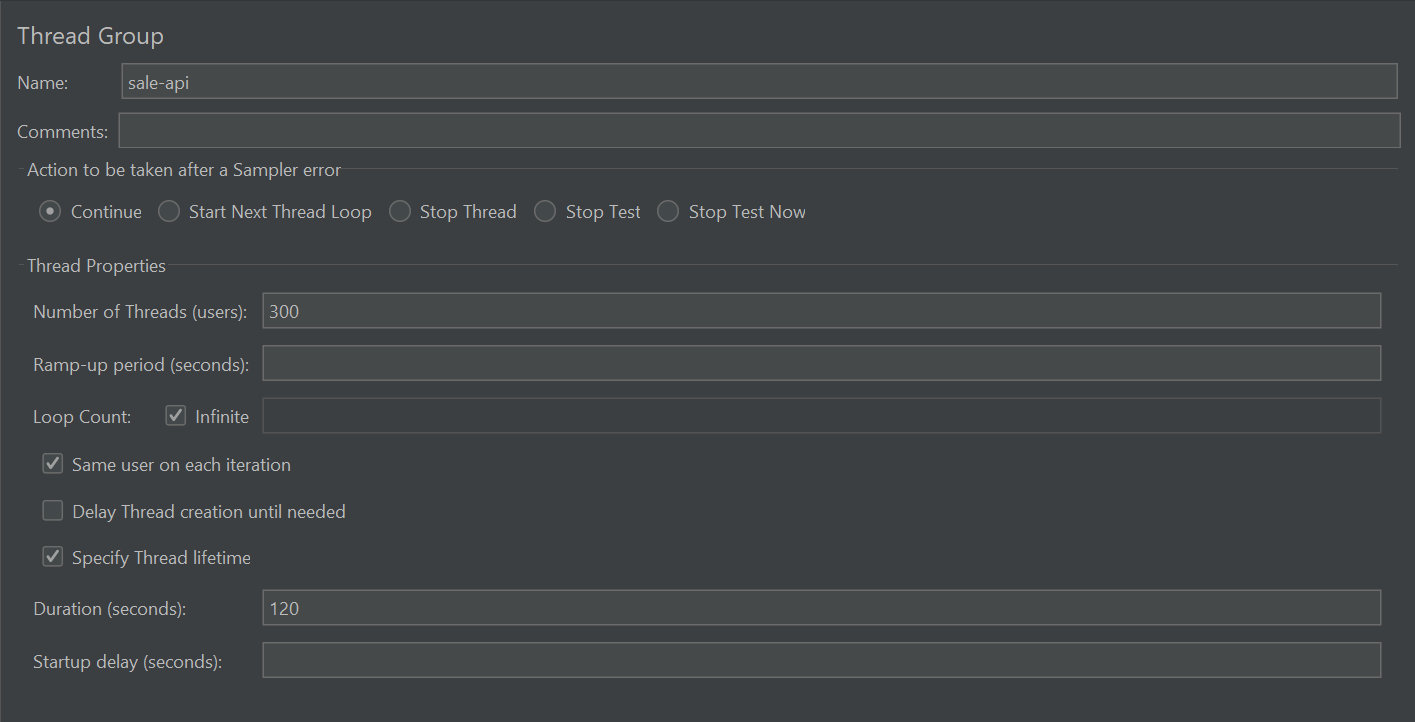 Thread Group
Name: sale-api
Comments:
Action to be taken after a Sampler error
Continue Start Next Thread Loop Stop Thread Stop Test Stop Test Now
Thread Properties
Number of Threads (users): 300
Ramp-up period (seconds):
Loop Count: Infinite
Same user on each iteration
Delay Thread creation until needed
Specify Thread lifetime
Duration (seconds): 120
Startup delay (seconds):